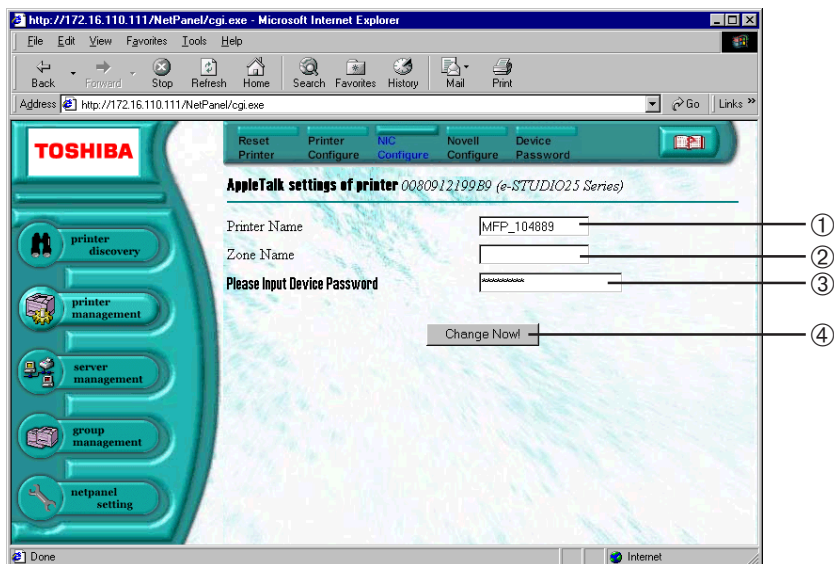 http://172.16.110.111/NetPanel/cgi.exe - Microsoft Internet Explorer
File Edit View Favorites Tools Help
Back Forward Stop Refresh Home Search Favorites History Mail Print
Address http://172.16.110.111/NetPanel/cgi.exe Go Links »
TOSHIBA
Reset Printer
Printer Configure
NIC Configure
Novell Configure
Device Password
AppleTalk settings of printer 0080912199B9 (e-STUDIO25 Series)
Printer Name MFP_104889 ①
Zone Name ②
Please Input Device Password ********* ③
Change Now! ④
printer discovery
printer management
server management
group management
netpanel setting
Done Internet